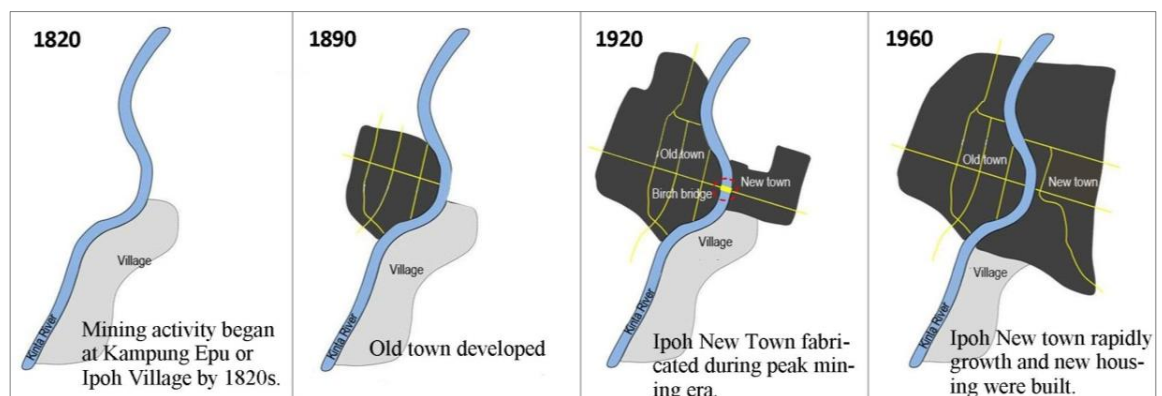 1820
Village
Kinta River
Mining activity began
at Kampung Epu or
Ipoh Village by 1820s.
1890
Village
Kinta River
Old town developed
1920
Old town
New town
Birch bridge
Village
Kinta River
Ipoh New Town fabri-
cated during peak min-
ing era.
1960
Old town
New town
Village
Kinta River
Ipoh New town rapidly
growth and new hous-
ing were built.